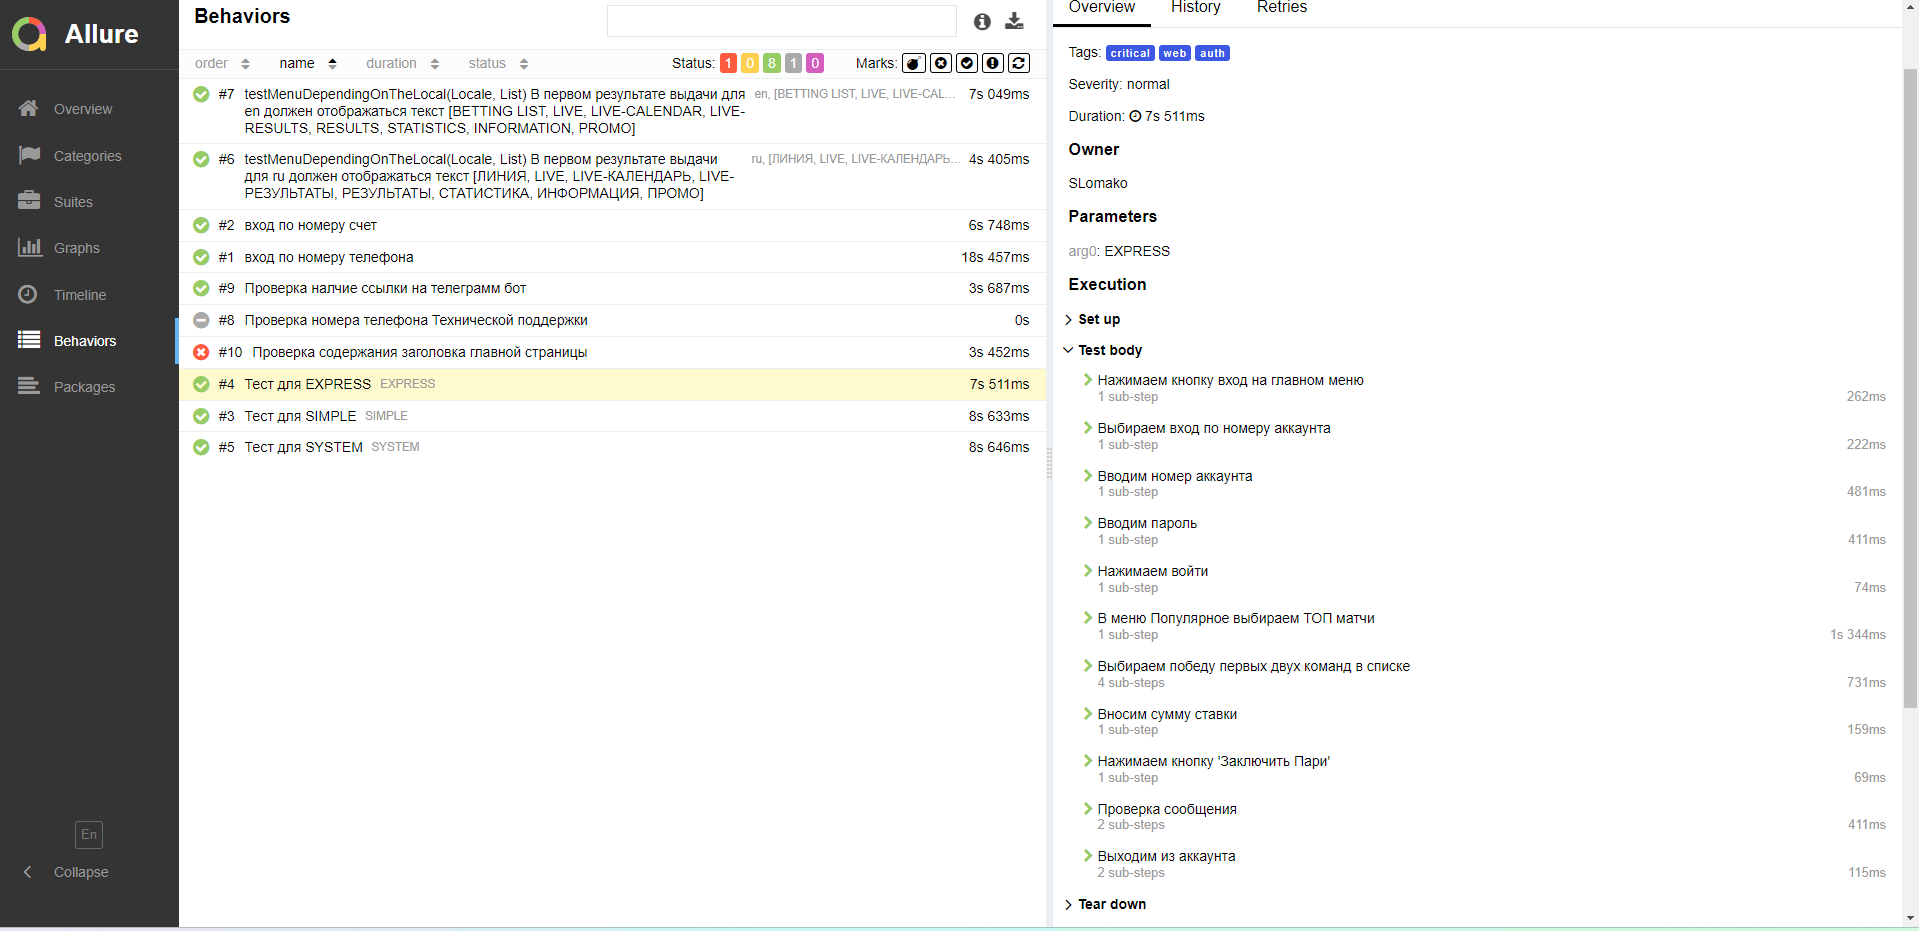 Allure
Overview
Categories
Suites
Graphs
Timeline
Behaviors
Packages
En
Collapse
Behaviors
order name duration status Status: 1 0 8 1 0 Marks:
#7 testMenuDependingOnTheLocal(Locale, List) В первом результате выдачи для en, [BETTING LIST, LIVE, LIVE-CAL... 7s 049ms
en должен отображаться текст [BETTING LIST, LIVE, LIVE-CALENDAR, LIVE-
RESULTS, RESULTS, STATISTICS, INFORMATION, PROMO]
#6 testMenuDependingOnTheLocal(Locale, List) В первом результате выдачи ru, [ЛИНИЯ, LIVE, LIVE-КАЛЕНДАРЬ... 4s 405ms
для ru должен отображаться текст [ЛИНИЯ, LIVE, LIVE-КАЛЕНДАРЬ, LIVE-
РЕЗУЛЬТАТЫ, РЕЗУЛЬТАТЫ, СТАТИСТИКА, ИНФОРМАЦИЯ, ПРОМО]
#2 вход по номеру счет 6s 748ms
#1 вход по номеру телефона 18s 457ms
#9 Проверка налчие ссылки на телеграмм бот 3s 687ms
#8 Проверка номера телефона Технической поддержки 0s
#10 Проверка содержания заголовка главной страницы 3s 452ms
#4 Тест для EXPRESS EXPRESS 7s 511ms
#3 Тест для SIMPLE SIMPLE 8s 633ms
#5 Тест для SYSTEM SYSTEM 8s 646ms
Overview History Retries
Tags: critical web auth
Severity: normal
Duration: 7s 511ms
Owner
SLomako
Parameters
arg0: EXPRESS
Execution
Set up
Test body
Нажимаем кнопку вход на главном меню
1 sub-step 262ms
Выбираем вход по номеру аккаунта
1 sub-step 222ms
Вводим номер аккаунта
1 sub-step 481ms
Вводим пароль
1 sub-step 411ms
Нажимаем войти
1 sub-step 74ms
В меню Популярное выбираем ТОП матчи
1 sub-step 1s 344ms
Выбираем победу первых двух команд в списке
4 sub-steps 731ms
Вносим сумму ставки
1 sub-step 159ms
Нажимаем кнопку 'Заключить Пари'
1 sub-step 69ms
Проверка сообщения
2 sub-steps 411ms
Выходим из аккаунта
2 sub-steps 115ms
Tear down